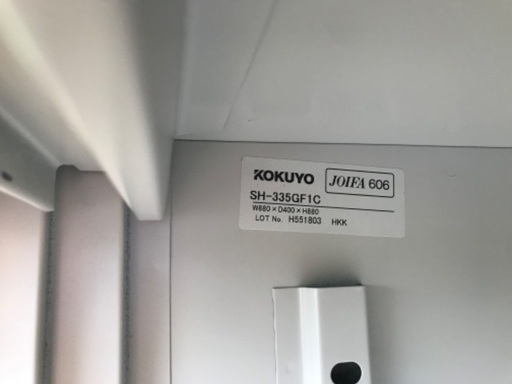 KOKUYO JOIFA 606
SH-335GF1C
W880×D400×H880
LOT No. H551803 HKK